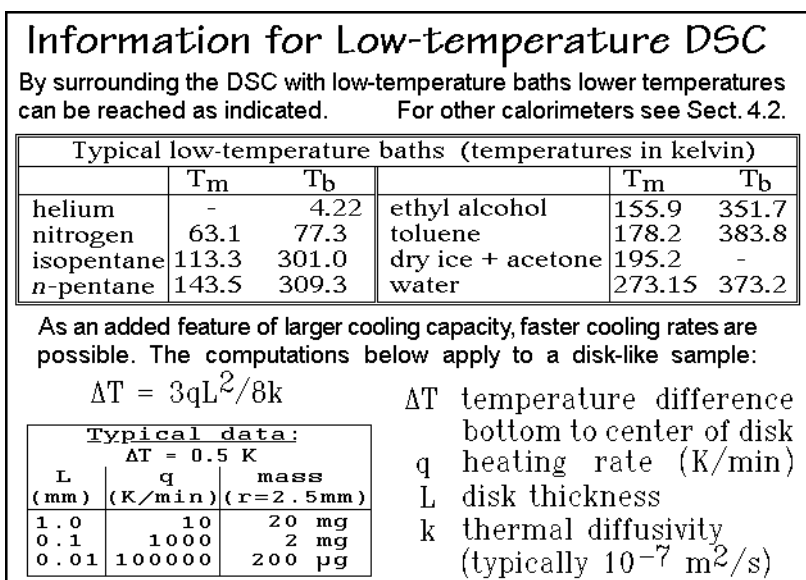 Information for Low-temperature DSC
By surrounding the DSC with low-temperature baths lower temperatures
can be reached as indicated. For other calorimeters see Sect. 4.2.
Typical low-temperature baths (temperatures in kelvin)
Tm Tb Tm Tb
helium - 4.22 ethyl alcohol 155.9 351.7
nitrogen 63.1 77.3 toluene 178.2 383.8
isopentane 113.3 301.0 dry ice + acetone 195.2 -
n-pentane 143.5 309.3 water 273.15 373.2
As an added feature of larger cooling capacity, faster cooling rates are
possible. The computations below apply to a disk-like sample:
ΔT = 3qL²/8k
Typical data:
ΔT = 0.5 K
L q mass
(mm) (K/min) (r=2.5mm)
1.0 10 20 mg
0.1 1000 2 mg
0.01 100000 200 µg
ΔT temperature difference
bottom to center of disk
q heating rate (K/min)
L disk thickness
k thermal diffusivity
(typically 10⁻⁷ m²/s)